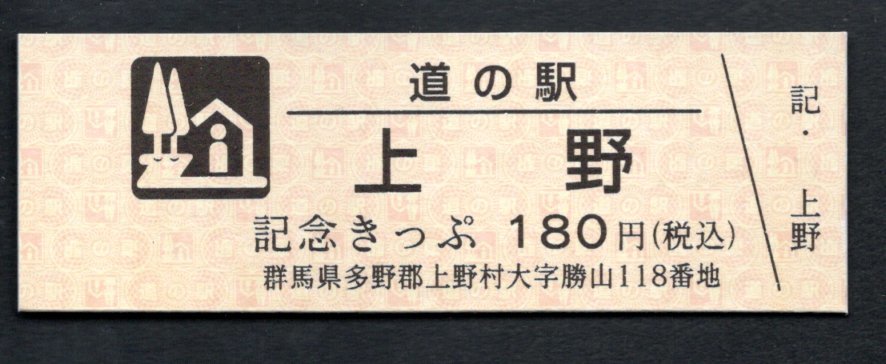 道の駅
上野
記念きっぷ 180円(税込)
群馬県多野郡上野村大字勝山118番地
記・上野